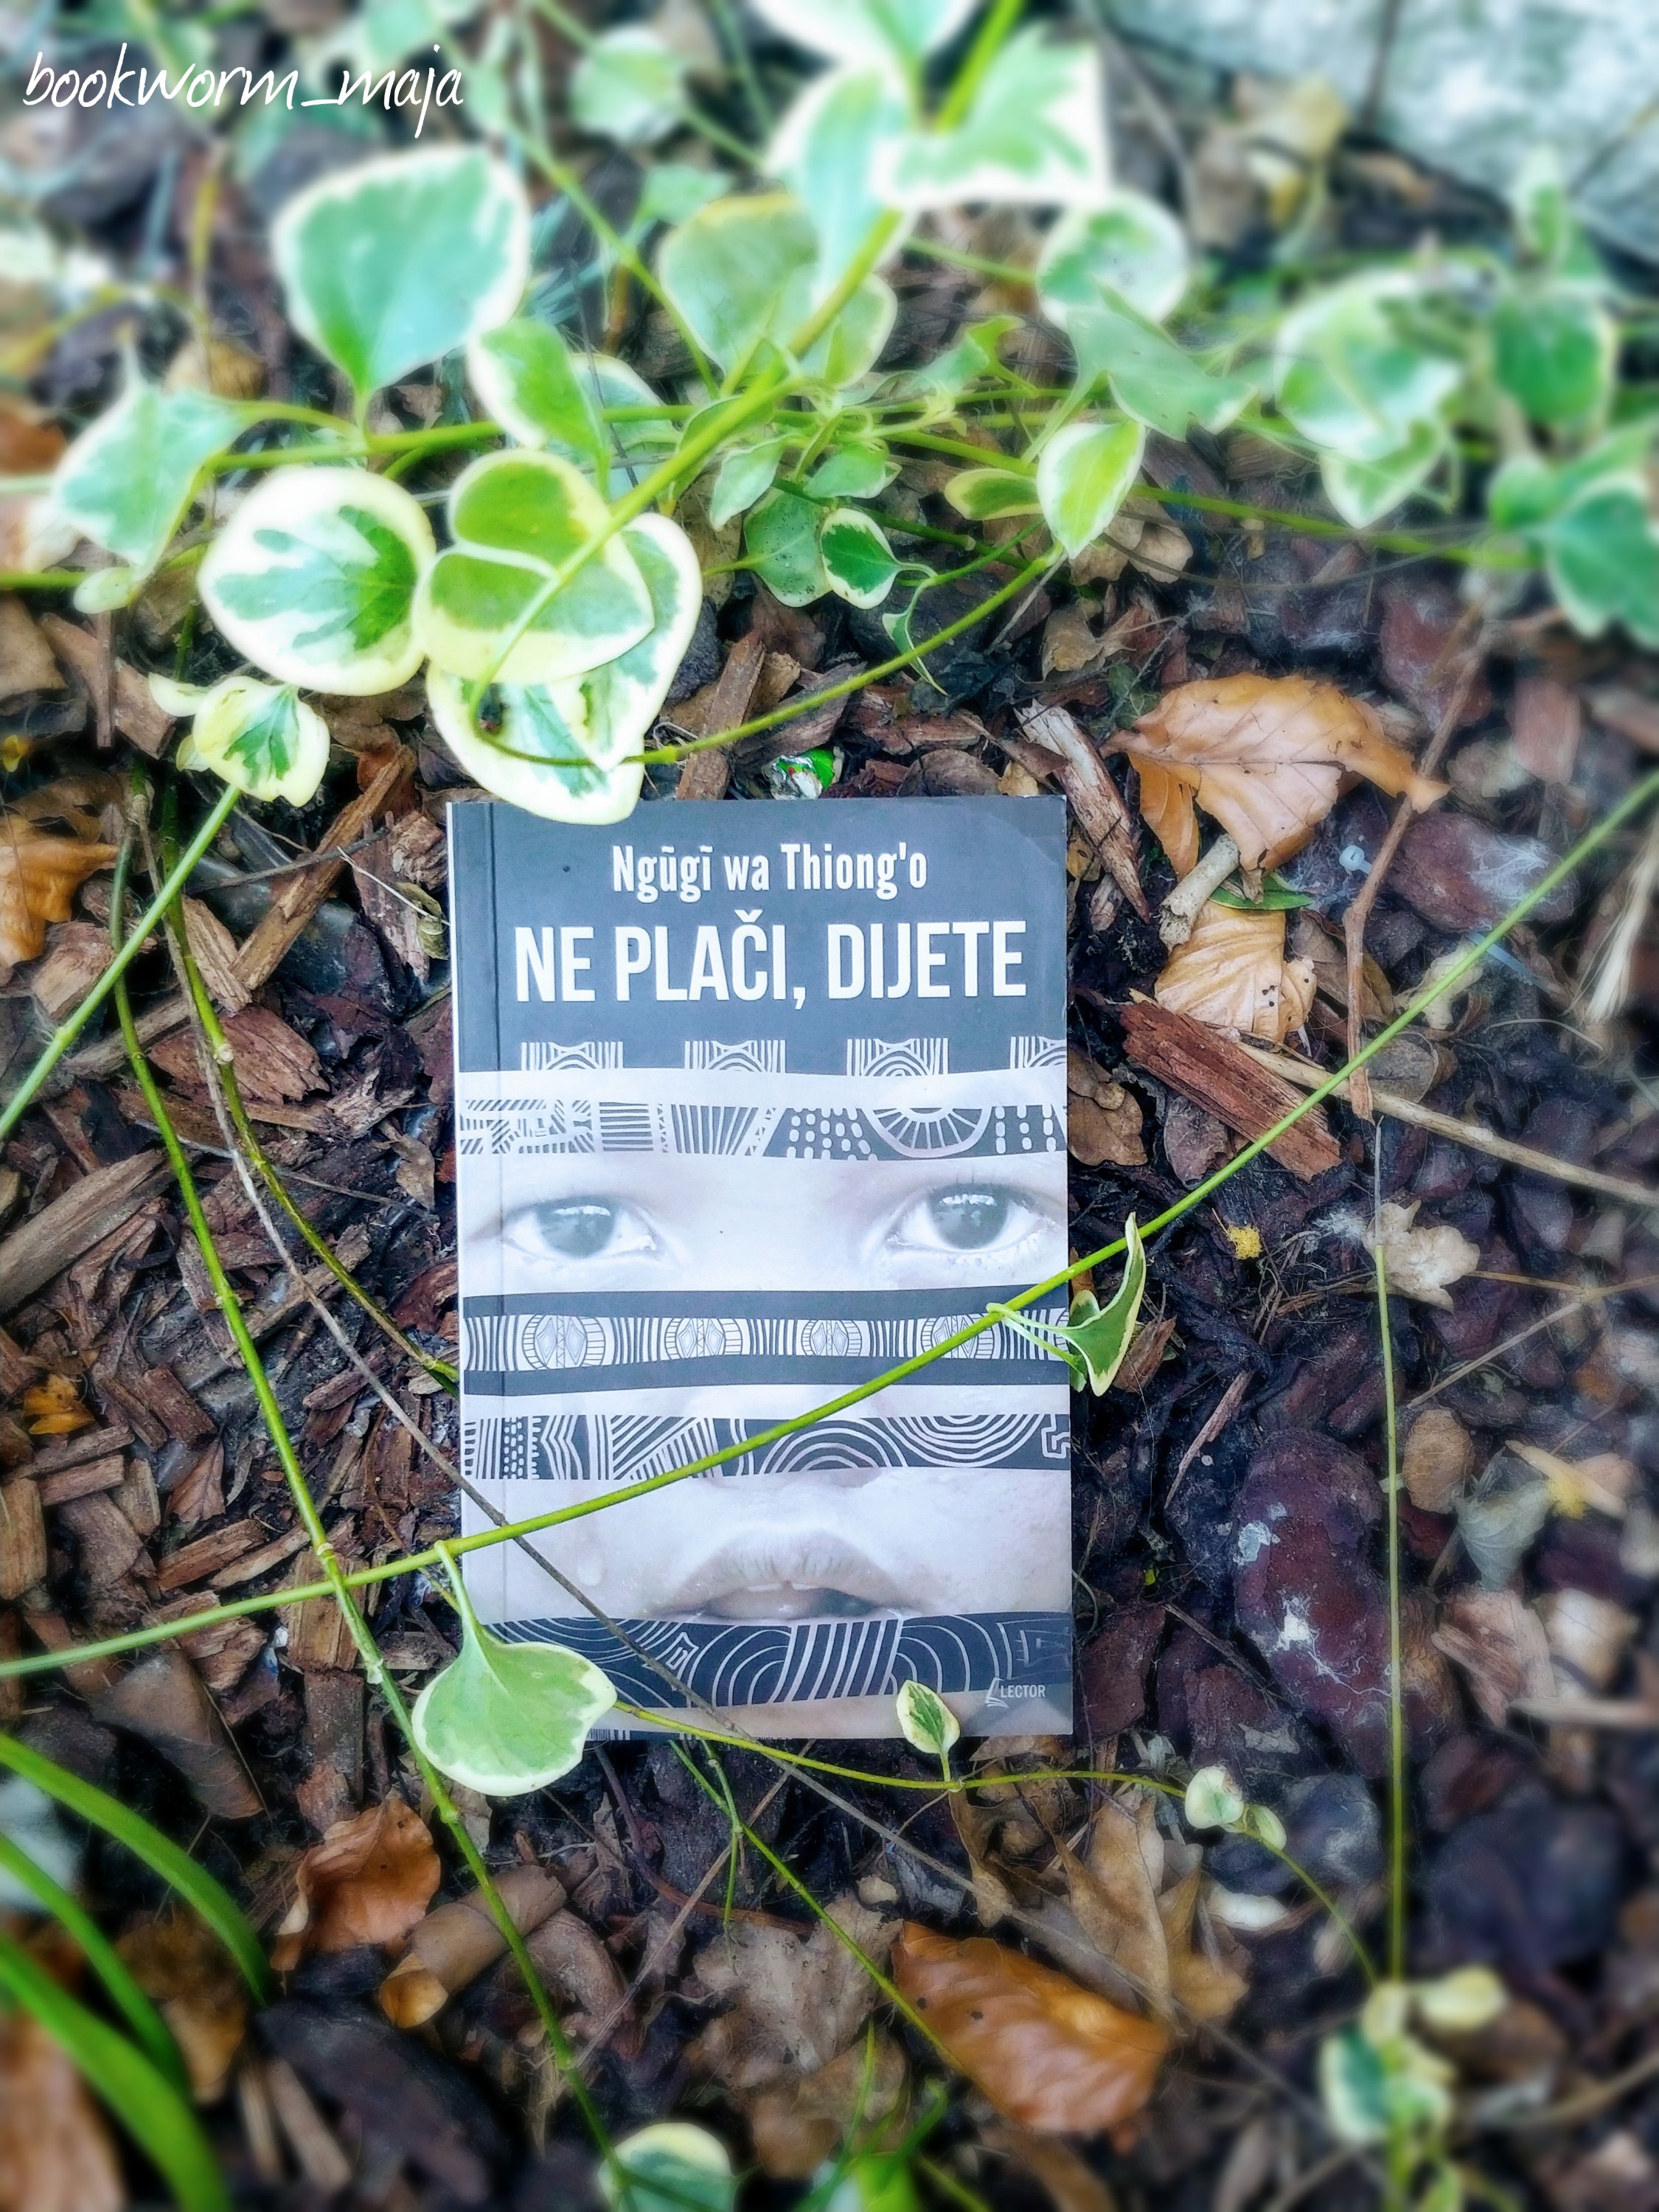 bookworm_maja
Ngũgĩ wa Thiong'o
NE PLAČI, DIJETE
LECTOR